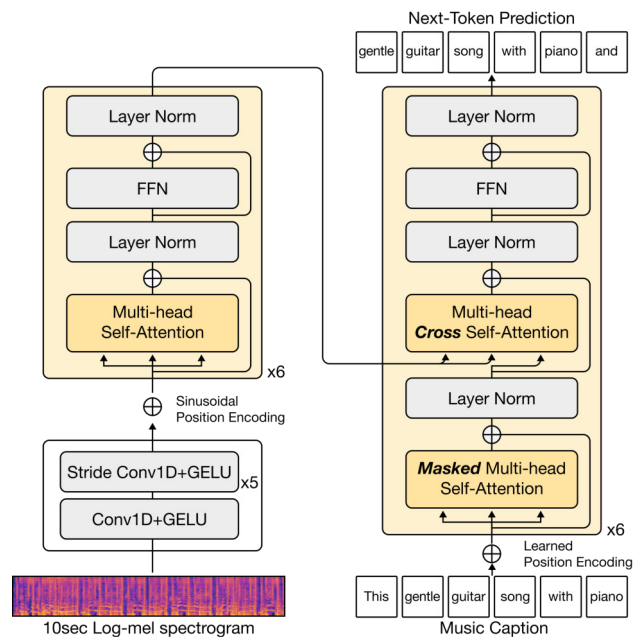 Next-Token Prediction
gentle guitar song with piano and
Layer Norm
FFN
Layer Norm
Multi-head
Self-Attention
x6
Sinusoidal
Position Encoding
Stride Conv1D+GELU
x5
Conv1D+GELU
10sec Log-mel spectrogram
Layer Norm
FFN
Layer Norm
Multi-head
Cross Self-Attention
Layer Norm
Masked Multi-head
Self-Attention
x6
Learned
Position Encoding
This gentle guitar song with piano
Music Caption